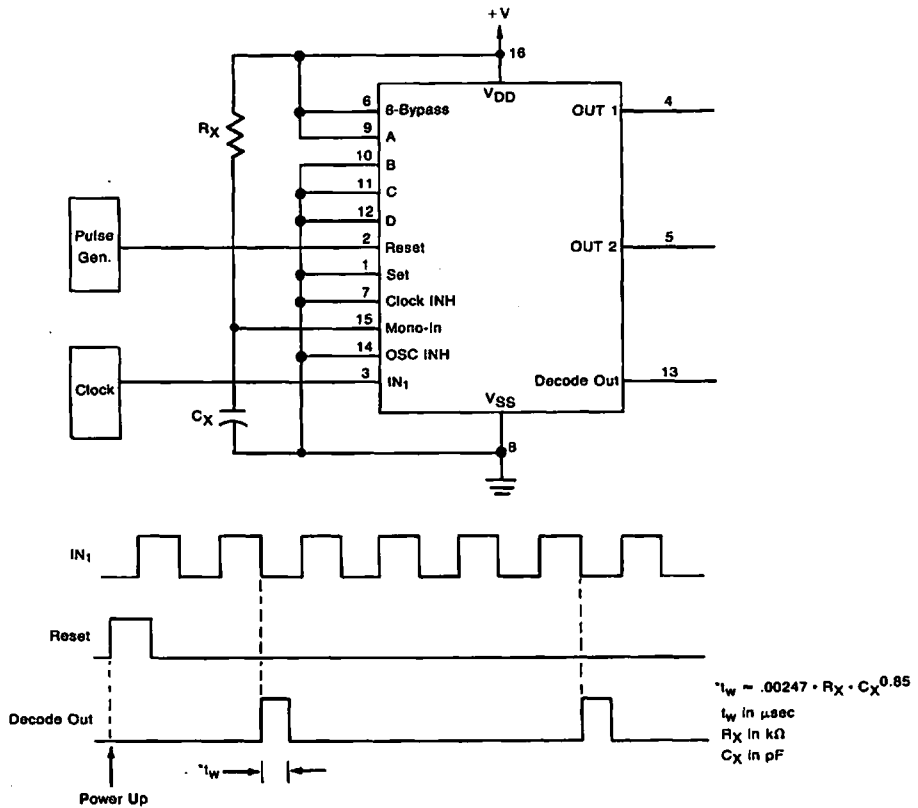 +V
16
VDD
6
8-Bypass
OUT 1
4
RX
9
A
10
B
11
C
12
D
Pulse
Gen.
2
Reset
OUT 2
5
1
Set
7
Clock INH
15
Mono-In
14
OSC INH
Clock
3
IN1
Decode Out
13
VSS
CX
8
IN1
Reset
Decode Out
*tw
Power Up
*tw ≈ .00247 • RX • CX0.85
tw in μsec
RX in kΩ
CX in pF